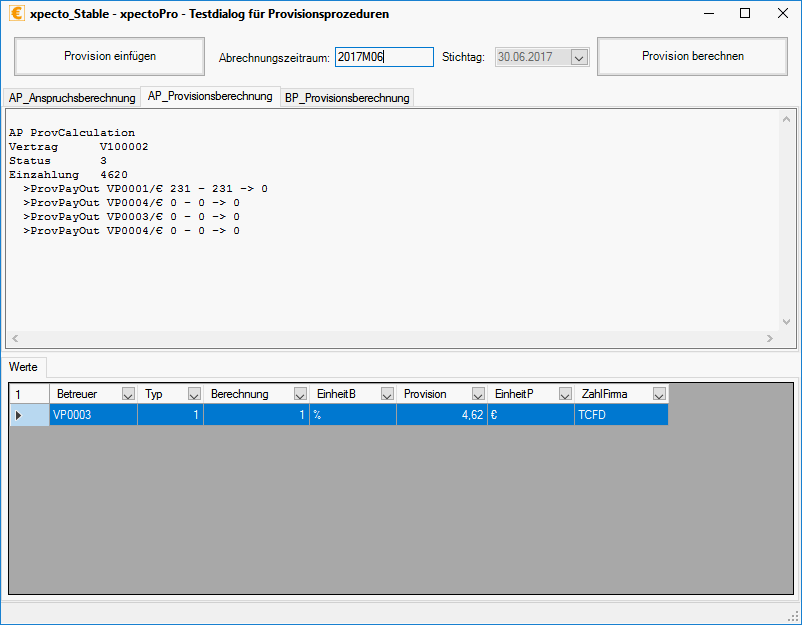 € xpecto_Stable - xpectoPro - Testdialog für Provisionsprozeduren
Provision einfügen Abrechnungszeitraum: 2017M06 Stichtag: 30.06.2017 Provision berechnen
AP_Anspruchsberechnung AP_Provisionsberechnung BP_Provisionsberechnung
AP ProvCalculation
Vertrag V100002
Status 3
Einzahlung 4620
>ProvPayOut VP0001/€ 231 - 231 -> 0
>ProvPayOut VP0004/€ 0 - 0 -> 0
>ProvPayOut VP0003/€ 0 - 0 -> 0
>ProvPayOut VP0004/€ 0 - 0 -> 0
Werte
1 Betreuer Typ Berechnung EinheitB Provision EinheitP ZahlFirma
VP0003 1 1 % 4,62 € TCFD